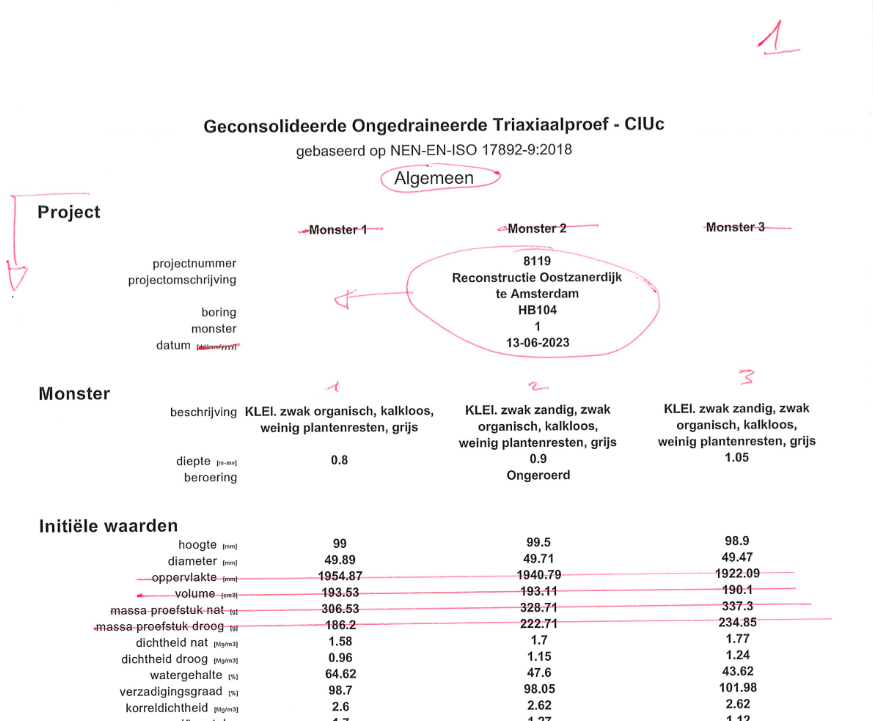 1
Geconsolideerde Ongedraineerde Triaxiaalproef - CIUc
gebaseerd op NEN-EN-ISO 17892-9:2018
Algemeen
Project
Monster 1 Monster 2 Monster 3
projectnummer 8119
projectomschrijving Reconstructie Oostzanerdijk
te Amsterdam
boring HB104
monster 1
datum [dd/mm/yyyy] 13-06-2023
1 2 3
Monster
beschrijving KLEI. zwak organisch, kalkloos, KLEI. zwak zandig, zwak KLEI. zwak zandig, zwak
weinig plantenresten, grijs organisch, kalkloos, organisch, kalkloos,
weinig plantenresten, grijs weinig plantenresten, grijs
diepte [m-mv] 0.8 0.9 1.05
beroering Ongeroerd
Initiële waarden
hoogte [mm] 99 99.5 98.9
diameter [mm] 49.89 49.71 49.47
oppervlakte [mm] 1954.87 1940.79 1922.09
volume [cm3] 193.53 193.11 190.1
massa proefstuk nat [g] 306.53 328.71 337.3
massa proefstuk droog [g] 186.2 222.71 234.85
dichtheid nat [Mg/m3] 1.58 1.7 1.77
dichtheid droog [Mg/m3] 0.96 1.15 1.24
watergehalte [%] 64.62 47.6 43.62
verzadigingsgraad [%] 98.7 98.05 101.98
korreldichtheid [Mg/m3] 2.6 2.62 2.62
1.7 1.27 1.12